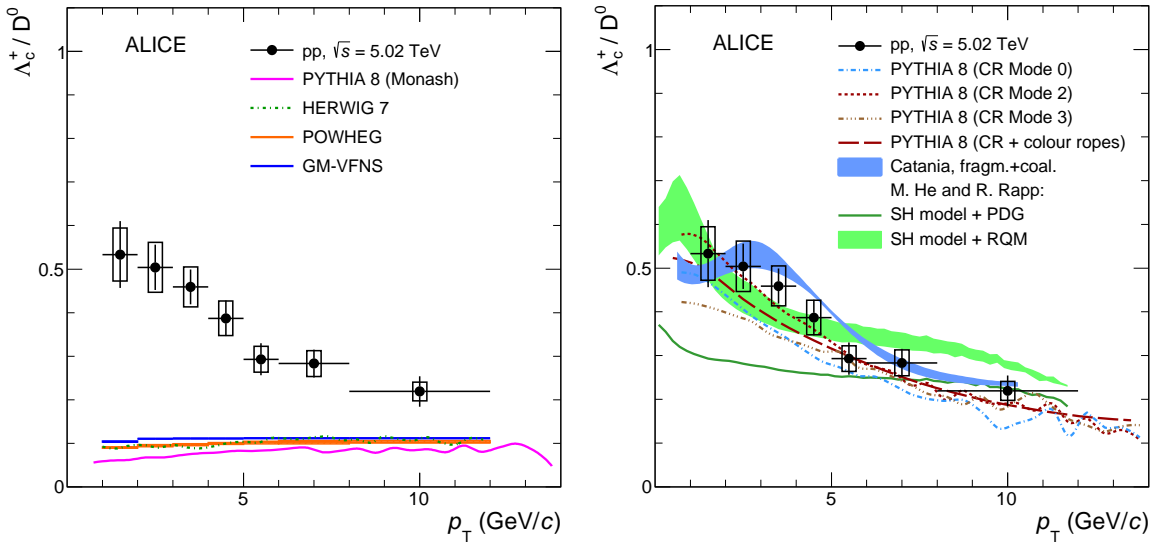 Λc+ / D0
1
0.5
0
ALICE
pp, √s = 5.02 TeV
PYTHIA 8 (Monash)
HERWIG 7
POWHEG
GM-VFNS
5
10
pT (GeV/c)
Λc+ / D0
1
0.5
0
ALICE
pp, √s = 5.02 TeV
PYTHIA 8 (CR Mode 0)
PYTHIA 8 (CR Mode 2)
PYTHIA 8 (CR Mode 3)
PYTHIA 8 (CR + colour ropes)
Catania, fragm.+coal.
M. He and R. Rapp:
SH model + PDG
SH model + RQM
5
10
pT (GeV/c)